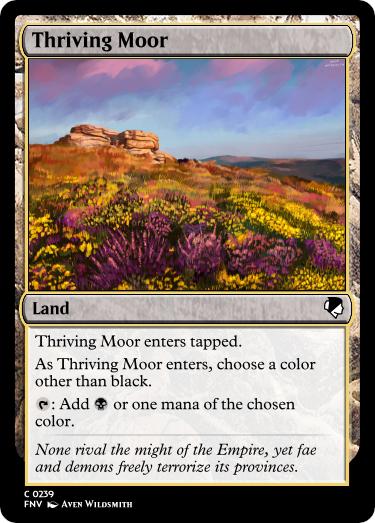 Thriving Moor
Land
Thriving Moor enters tapped.
As Thriving Moor enters, choose a color
other than black.
: Add or one mana of the chosen
color.
None rival the might of the Empire, yet fae
and demons freely terrorize its provinces.
C 0239
FNV Aven Wildsmith